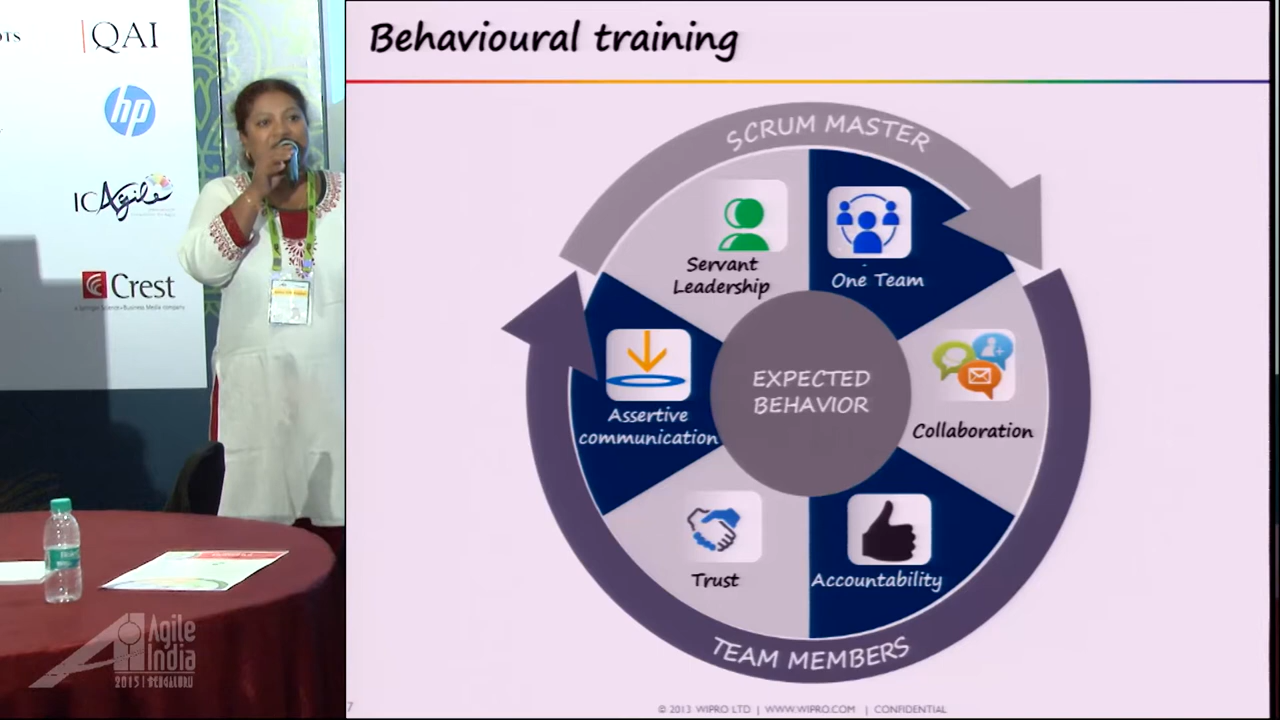 QAI
hp
ICAgile
Crest
Agile
India
2015 | BENGALURU
Behavioural training
SCRUM MASTER
Servant
Leadership
One Team
Assertive
communication
EXPECTED
BEHAVIOR
Collaboration
Trust
Accountability
TEAM MEMBERS
7
© 2013 WIPRO LTD | WWW.WIPRO.COM | CONFIDENTIAL